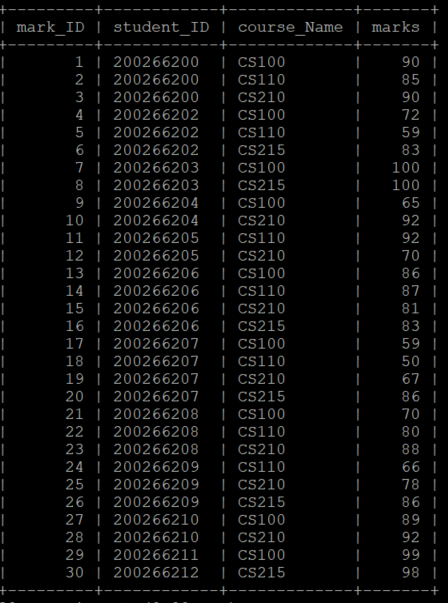 +---------+------------+-------------+-------+
| mark_ID | student_ID | course_Name | marks |
+---------+------------+-------------+-------+
| 1 | 200266200 | CS100 | 90 |
| 2 | 200266200 | CS110 | 85 |
| 3 | 200266200 | CS210 | 90 |
| 4 | 200266202 | CS100 | 72 |
| 5 | 200266202 | CS110 | 59 |
| 6 | 200266202 | CS215 | 83 |
| 7 | 200266203 | CS100 | 100 |
| 8 | 200266203 | CS215 | 100 |
| 9 | 200266204 | CS100 | 65 |
| 10 | 200266204 | CS210 | 92 |
| 11 | 200266205 | CS110 | 92 |
| 12 | 200266205 | CS210 | 70 |
| 13 | 200266206 | CS100 | 86 |
| 14 | 200266206 | CS110 | 87 |
| 15 | 200266206 | CS210 | 81 |
| 16 | 200266206 | CS215 | 83 |
| 17 | 200266207 | CS100 | 59 |
| 18 | 200266207 | CS110 | 50 |
| 19 | 200266207 | CS210 | 67 |
| 20 | 200266207 | CS215 | 86 |
| 21 | 200266208 | CS100 | 70 |
| 22 | 200266208 | CS110 | 80 |
| 23 | 200266208 | CS210 | 88 |
| 24 | 200266209 | CS110 | 66 |
| 25 | 200266209 | CS210 | 78 |
| 26 | 200266209 | CS215 | 86 |
| 27 | 200266210 | CS100 | 89 |
| 28 | 200266210 | CS210 | 92 |
| 29 | 200266211 | CS100 | 99 |
| 30 | 200266212 | CS215 | 98 |
+---------+------------+-------------+-------+